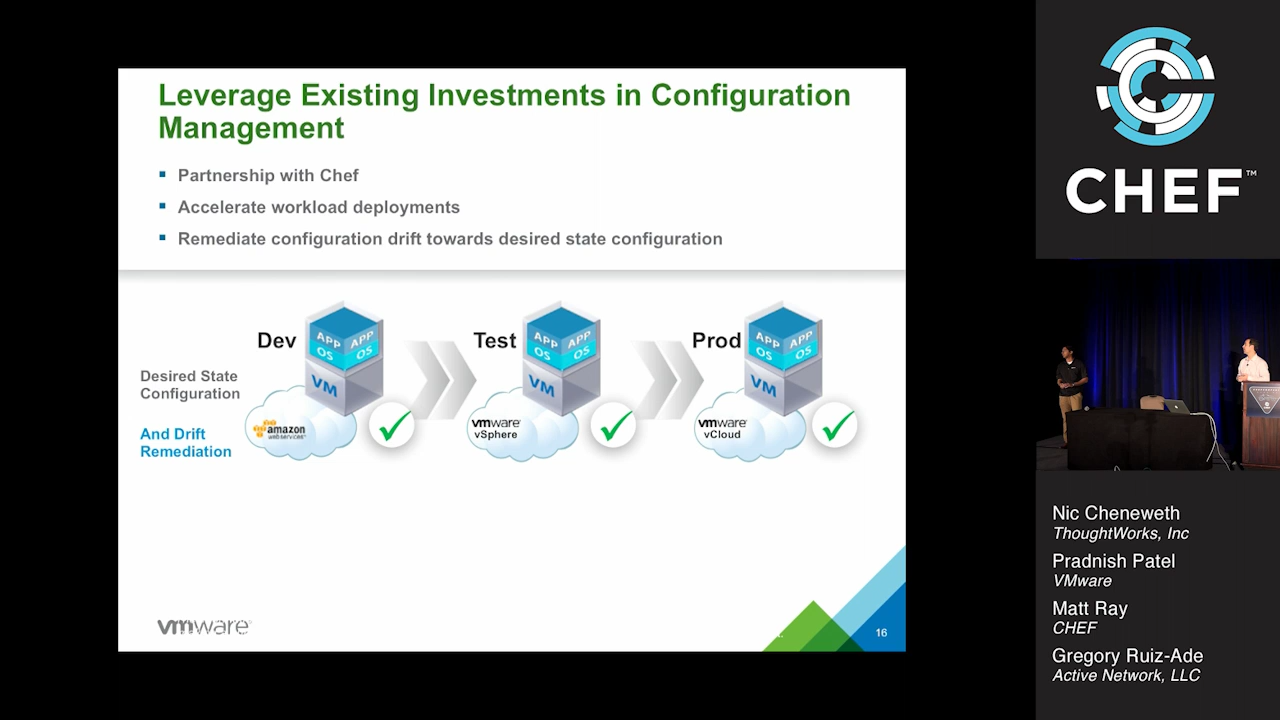 Leverage Existing Investments in Configuration
Management
Partnership with Chef
Accelerate workload deployments
Remediate configuration drift towards desired state configuration
Dev
APP APP
OS OS
VM
Test
APP APP
OS OS
VM
Prod
APP APP
OS OS
VM
Desired State
Configuration
And Drift
Remediation
amazon
web services™
vmware®
vSphere
vmware®
vCloud
vmware®
16
CHEF™
Nic Cheneweth
ThoughtWorks, Inc
Pradnish Patel
VMware
Matt Ray
CHEF
Gregory Ruiz-Ade
Active Network, LLC